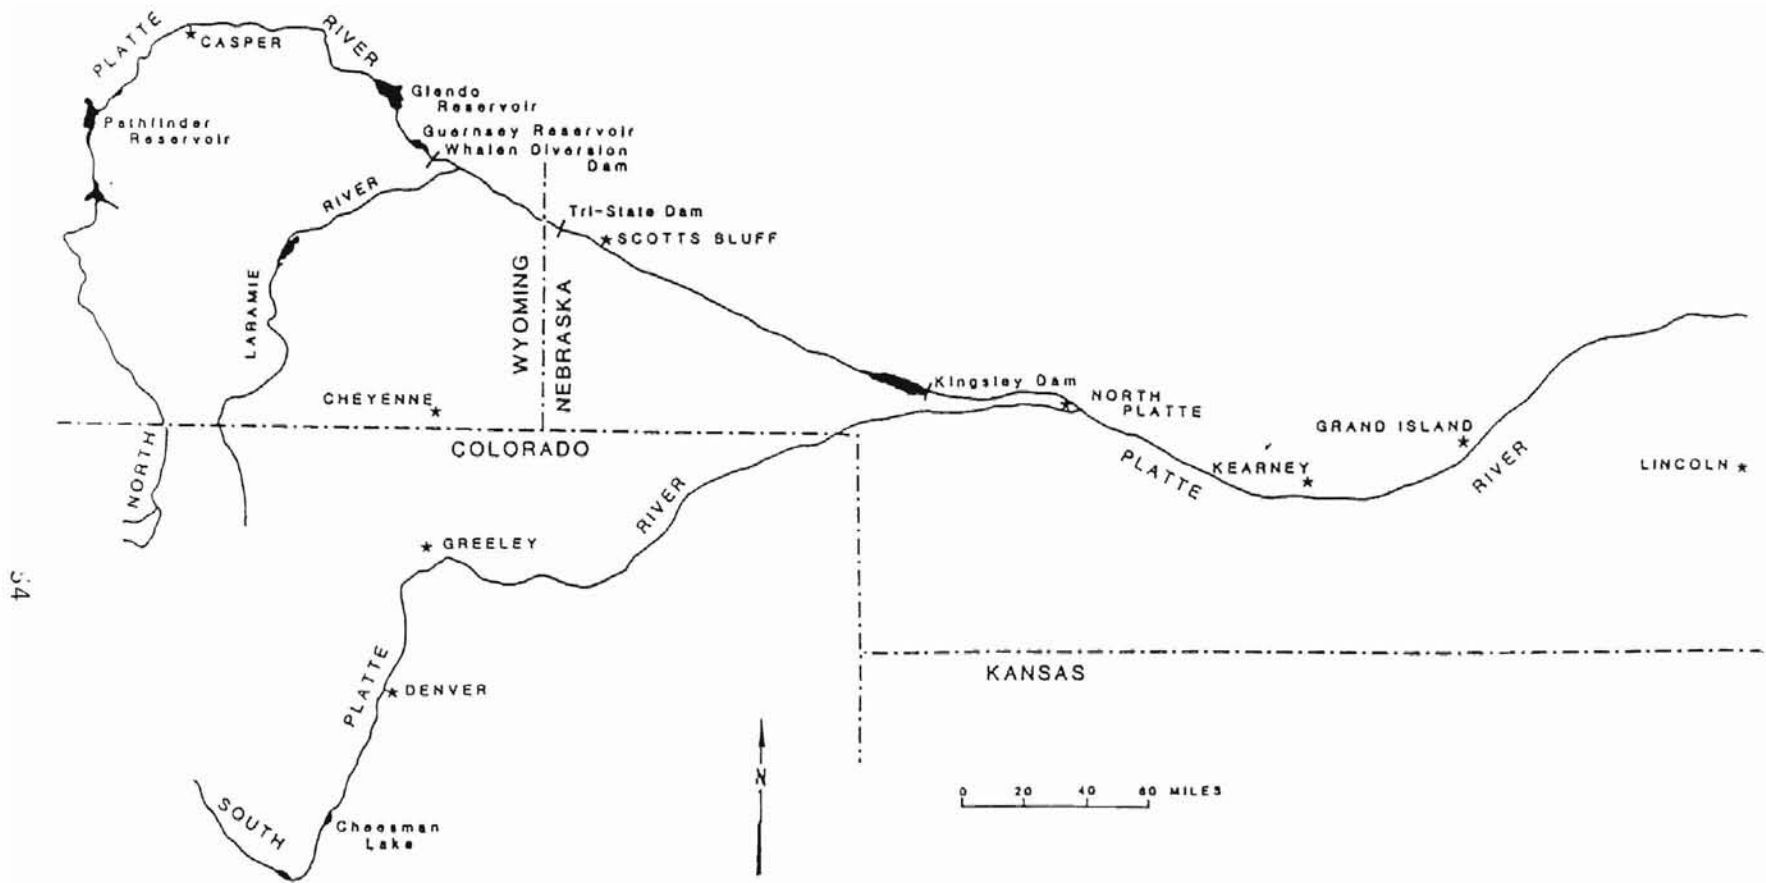 PLATTE
RIVER
CASPER
Glendo
Reservoir
Pathfinder
Reservoir
Guernsey Reservoir
Whalen Diversion
Dam
RIVER
Tri-State Dam
SCOTTS BLUFF
LARAMIE
WYOMING
NEBRASKA
CHEYENNE
Kingsley Dam
NORTH
PLATTE
GRAND ISLAND
COLORADO
NORTH
PLATTE
KEARNEY
RIVER
LINCOLN
RIVER
GREELEY
54
PLATTE
DENVER
KANSAS
N
0 20 40 60 MILES
SOUTH
Cheesman
Lake